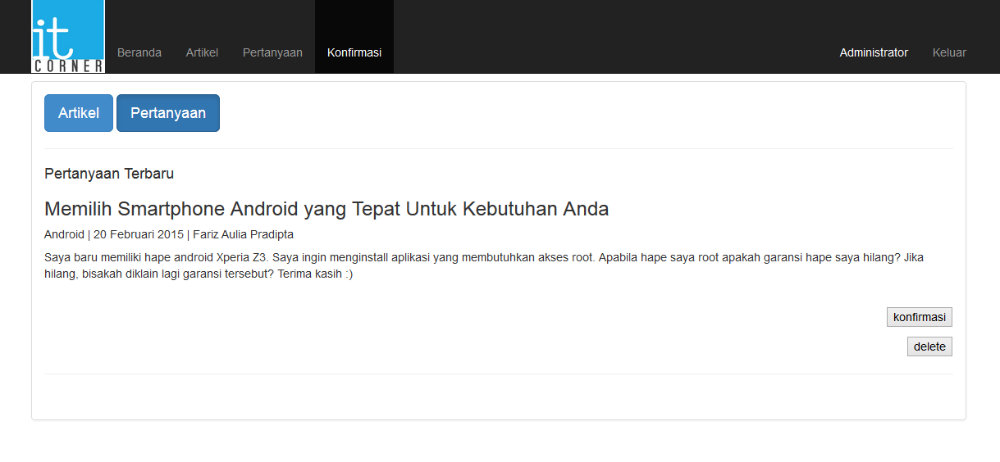 it
CORNER
Beranda Artikel Pertanyaan Konfirmasi Administrator Keluar
Artikel Pertanyaan
Pertanyaan Terbaru
Memilih Smartphone Android yang Tepat Untuk Kebutuhan Anda
Android | 20 Februari 2015 | Fariz Aulia Pradipta
Saya baru memiliki hape android Xperia Z3. Saya ingin menginstall aplikasi yang membutuhkan akses root. Apabila hape saya root apakah garansi hape saya hilang? Jika
hilang, bisakah diklain lagi garansi tersebut? Terima kasih :)
konfirmasi
delete